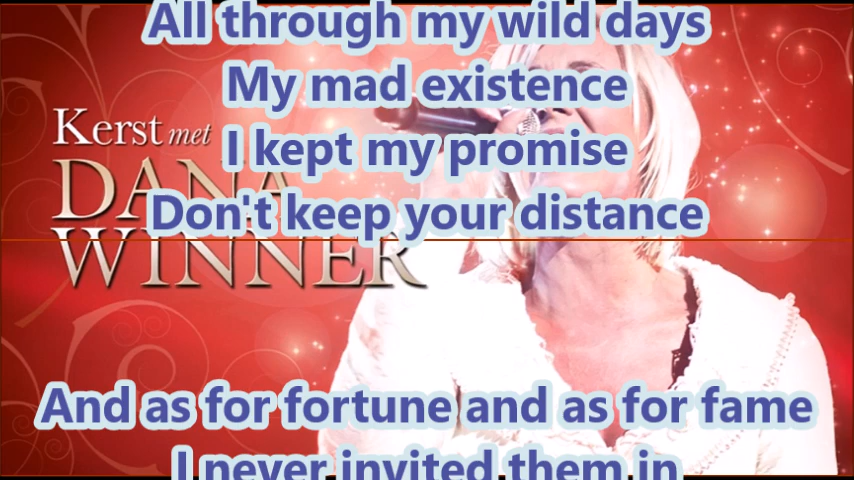 All through my wild days
My mad existence
I kept my promise
Don't keep your distance
Kerst met
DANA
WINNER
And as for fortune and as for fame
I never invited them in